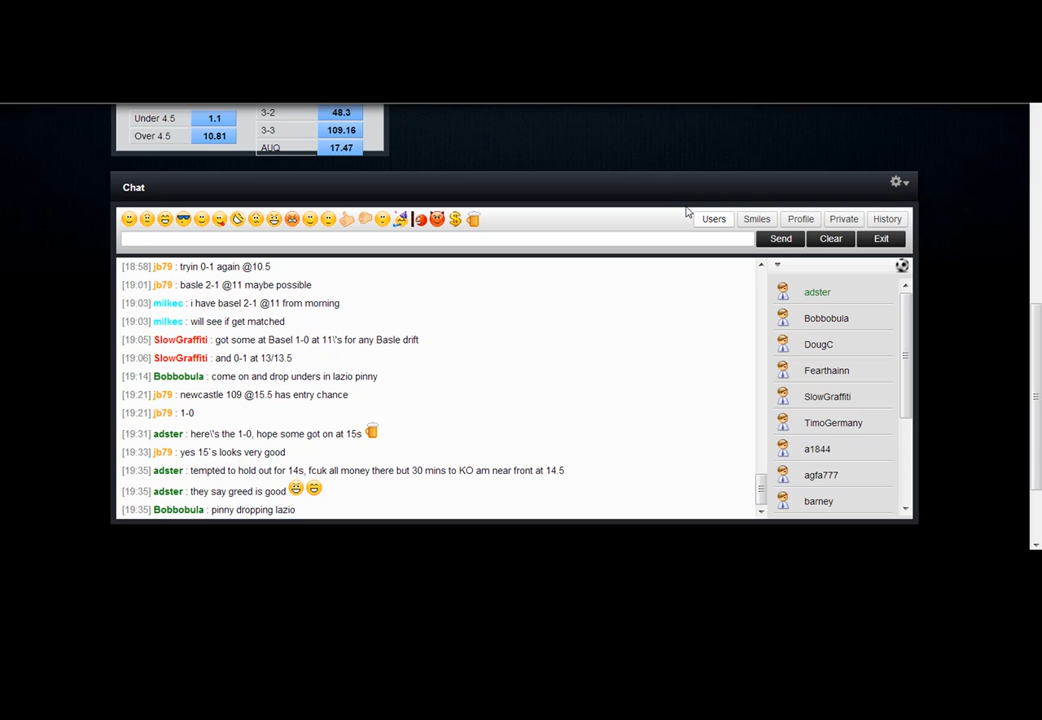 Under 4.5 1.1 3-2 48.3
Over 4.5 10.81 3-3 109.16
AUQ 17.47
Chat
Users Smiles Profile Private History
Send Clear Exit
[18:58] jb79 : tryin 0-1 again @10.5
[19:01] jb79 : basle 2-1 @11 maybe possible
[19:03] milkec : i have basel 2-1 @11 from morning
[19:03] milkec : will see if get matched
[19:05] SlowGraffiti : got some at Basel 1-0 at 11\'s for any Basle drift
[19:06] SlowGraffiti : and 0-1 at 13/13.5
[19:14] Bobbobula : come on and drop unders in lazio pinny
[19:21] jb79 : newcastle 109 @15.5 has entry chance
[19:21] jb79 : 1-0
[19:31] adster : here\'s the 1-0, hope some got on at 15s
[19:35] jb79 : yes 15`s looks very good
[19:35] adster : tempted to hold out for 14s, fcuk all money there but 30 mins to KO am near front at 14.5
[19:35] adster : they say greed is good
[19:35] Bobbobula : pinny dropping lazio
adster
Bobbobula
DougC
Fearthainn
SlowGraffiti
TimoGermany
a1844
agfa777
barney